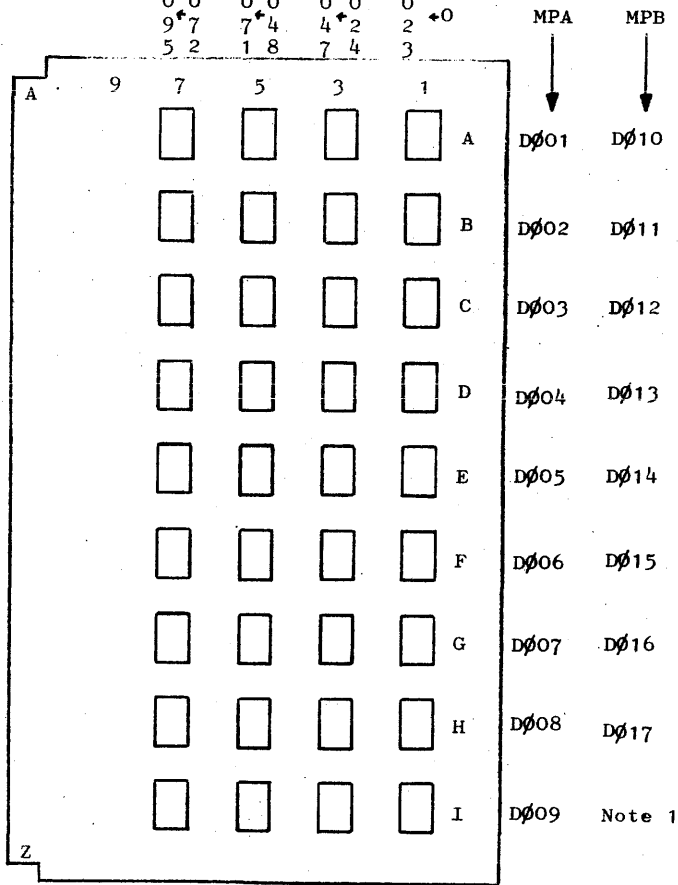 0 0 0 0 0 0 0
9←7 7←4 4←2 2 ←0 MPA MPB
5 2 1 8 7 4 3
A 9 7 5 3 1
A DØ01 DØ10
B DØ02 DØ11
C DØ03 DØ12
D DØ04 DØ13
E DØ05 DØ14
F DØ06 DØ15
G DØ07 DØ16
H DØ08 DØ17
I DØ09 Note 1
Z